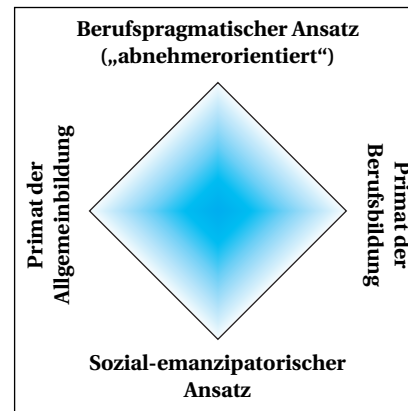 Berufspragmatischer Ansatz
(„abnehmerorientiert“)
Primat der
Allgemeinbildung
Primat der
Berufsbildung
Sozial-emanzipatorischer
Ansatz